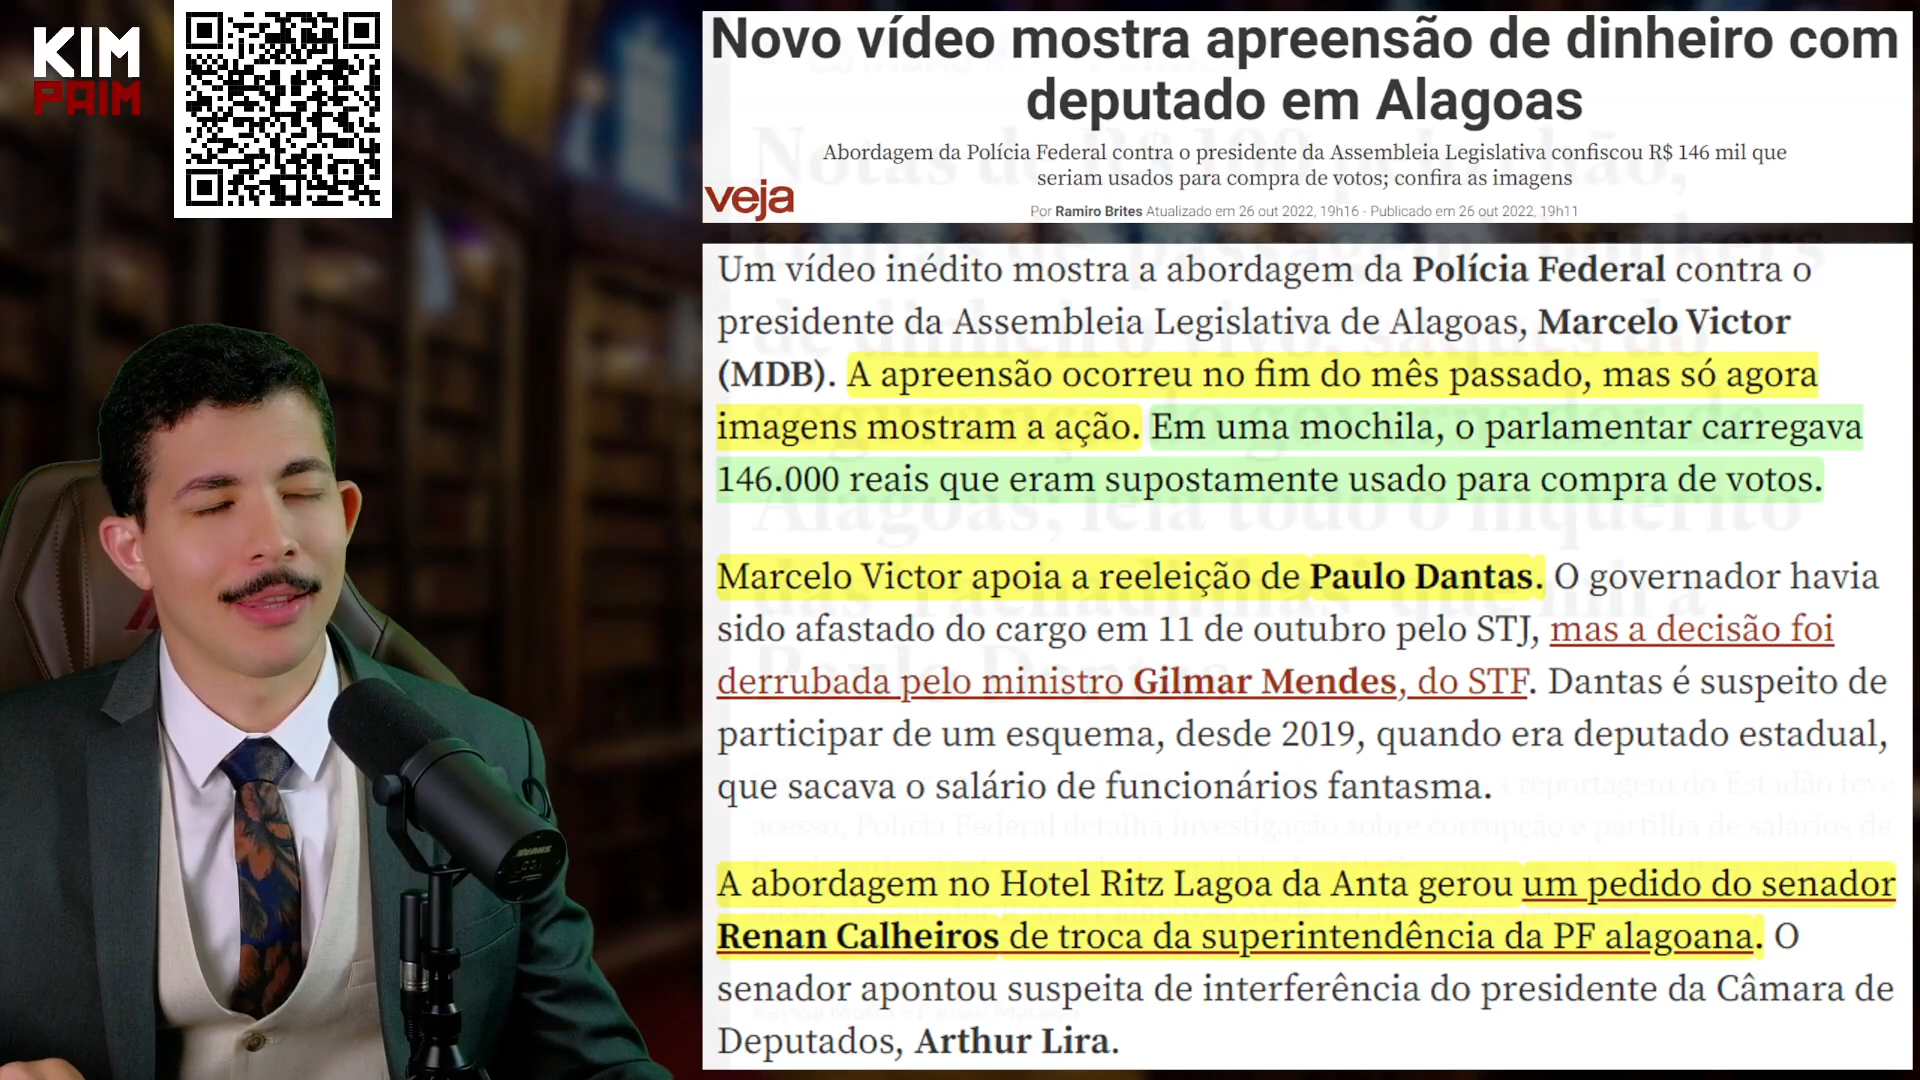 KIM
PAIM
Novo vídeo mostra apreensão de dinheiro com
deputado em Alagoas
Abordagem da Polícia Federal contra o presidente da Assembleia Legislativa confiscou R$ 146 mil que
seriam usados para compra de votos; confira as imagens
veja
Por Ramiro Brites Atualizado em 26 out 2022, 19h16 - Publicado em 26 out 2022, 19h11
Um vídeo inédito mostra a abordagem da Polícia Federal contra o
presidente da Assembleia Legislativa de Alagoas, Marcelo Victor
(MDB). A apreensão ocorreu no fim do mês passado, mas só agora
imagens mostram a ação. Em uma mochila, o parlamentar carregava
146.000 reais que eram supostamente usado para compra de votos.
Marcelo Victor apoia a reeleição de Paulo Dantas. O governador havia
sido afastado do cargo em 11 de outubro pelo STJ, mas a decisão foi
derrubada pelo ministro Gilmar Mendes, do STF. Dantas é suspeito de
participar de um esquema, desde 2019, quando era deputado estadual,
que sacava o salário de funcionários fantasma.
A abordagem no Hotel Ritz Lagoa da Anta gerou um pedido do senador
Renan Calheiros de troca da superintendência da PF alagoana. O
senador apontou suspeita de interferência do presidente da Câmara de
Deputados, Arthur Lira.
SHURE